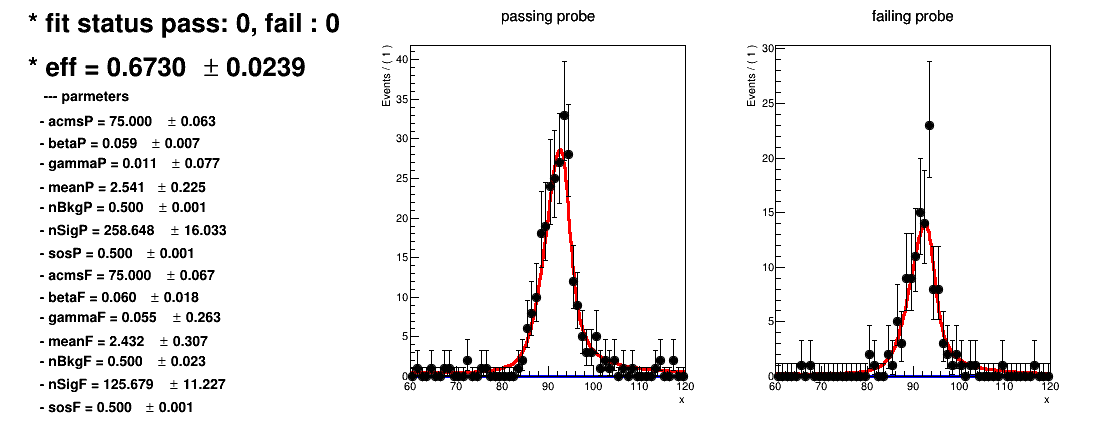 * fit status pass: 0, fail : 0
* eff = 0.6730 ± 0.0239
--- parmeters
- acmsP = 75.000 ± 0.063
- betaP = 0.059 ± 0.007
- gammaP = 0.011 ± 0.077
- meanP = 2.541 ± 0.225
- nBkgP = 0.500 ± 0.001
- nSigP = 258.648 ± 16.033
- sosP = 0.500 ± 0.001
- acmsF = 75.000 ± 0.067
- betaF = 0.060 ± 0.018
- gammaF = 0.055 ± 0.263
- meanF = 2.432 ± 0.307
- nBkgF = 0.500 ± 0.023
- nSigF = 125.679 ± 11.227
- sosF = 0.500 ± 0.001
passing probe
Events / ( 1 )
40
35
30
25
20
15
10
5
0
60 70 80 90 100 110 120
x
failing probe
Events / ( 1 )
30
25
20
15
10
5
0
60 70 80 90 100 110 120
x